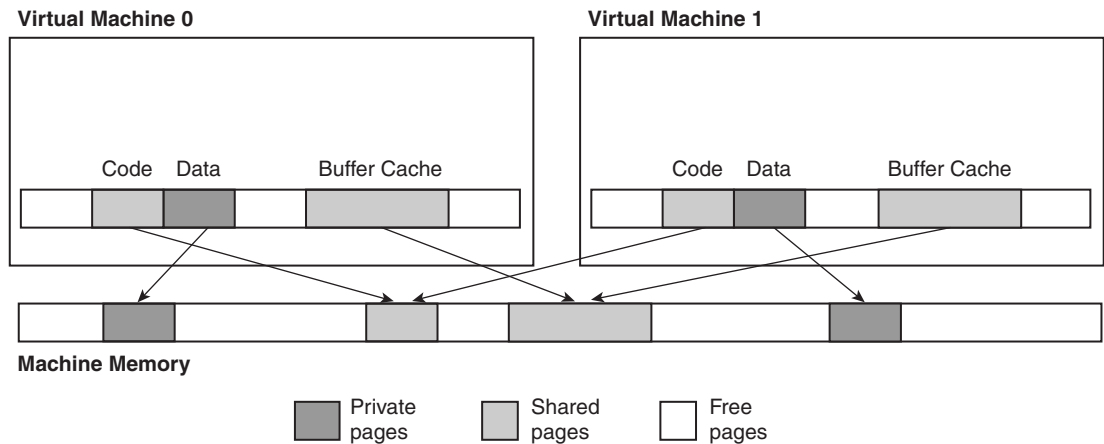 Virtual Machine 0
Virtual Machine 1
Code Data Buffer Cache
Code Data Buffer Cache
Machine Memory
Private
pages
Shared
pages
Free
pages